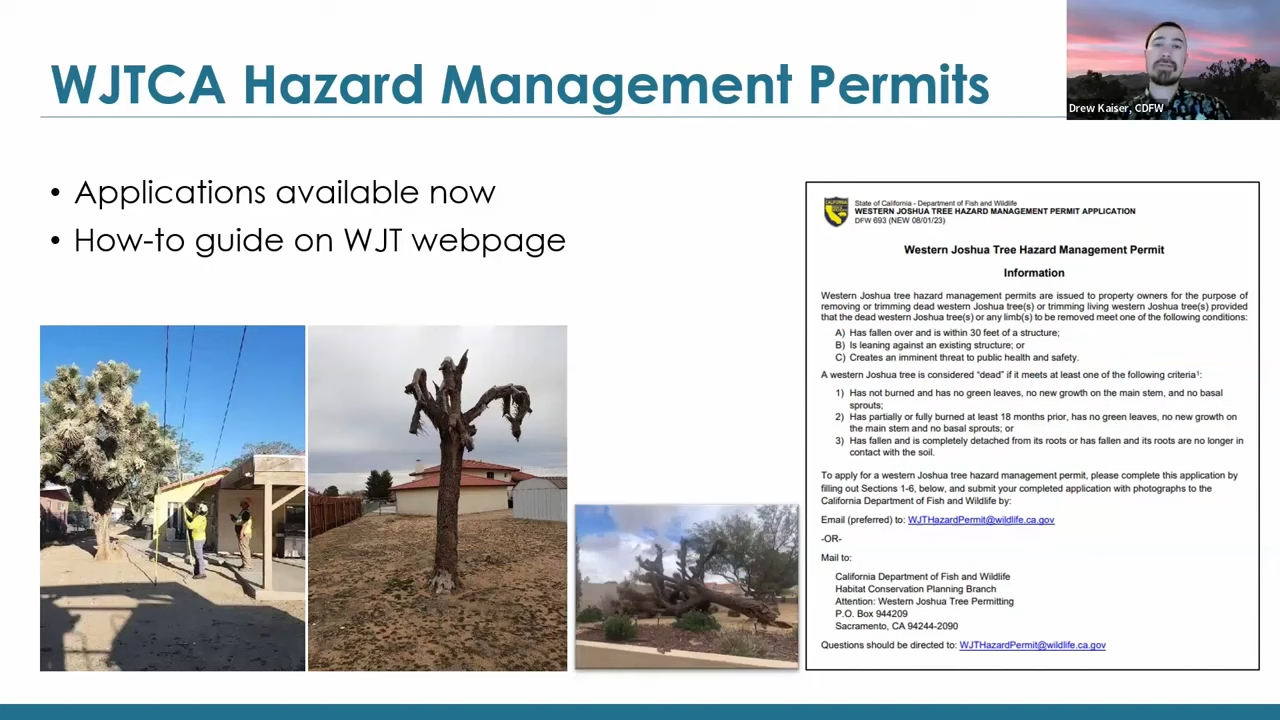 WJTCA Hazard Management Permits
Drew Kaiser, CDFW
• Applications available now
• How-to guide on WJT webpage
State of California - Department of Fish and Wildlife
WESTERN JOSHUA TREE HAZARD MANAGEMENT PERMIT APPLICATION
DFW 693 (NEW 08/01/23)
Western Joshua Tree Hazard Management Permit
Information
Western Joshua tree hazard management permits are issued to property owners for the purpose of
removing or trimming dead western Joshua tree(s) or trimming living western Joshua tree(s) provided
that the dead western Joshua tree(s) or any limb(s) to be removed meet one of the following conditions:
A) Has fallen over and is within 30 feet of a structure;
B) Is leaning against an existing structure; or
C) Creates an imminent threat to public health and safety.
A western Joshua tree is considered “dead” if it meets at least one of the following criteria¹:
1) Has not burned and has no green leaves, no new growth on the main stem, and no basal
sprouts;
2) Has partially or fully burned at least 18 months prior, has no green leaves, no new growth on
the main stem and no basal sprouts; or
3) Has fallen and is completely detached from its roots or has fallen and its roots are no longer in
contact with the soil.
To apply for a western Joshua tree hazard management permit, please complete this application by
filling out Sections 1-6, below, and submit your completed application with photographs to the
California Department of Fish and Wildlife by:
Email (preferred) to: WJTHazardPermit@wildlife.ca.gov
-OR-
Mail to:
California Department of Fish and Wildlife
Habitat Conservation Planning Branch
Attention: Western Joshua Tree Permitting
P.O. Box 944209
Sacramento, CA 94244-2090
Questions should be directed to: WJTHazardPermit@wildlife.ca.gov